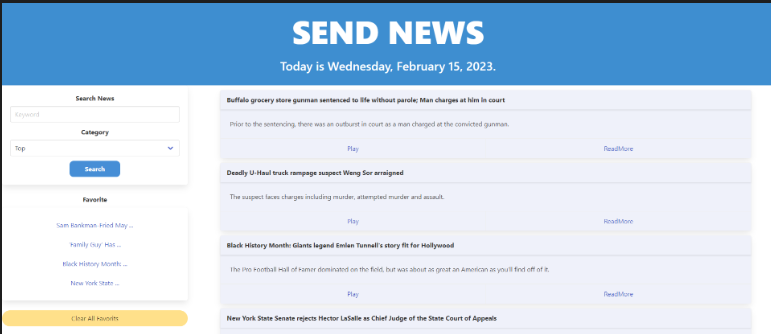 SEND NEWS
Today is Wednesday, February 15, 2023.
Search News
Keyword
Category
Top
Search
Favorite
Sam Bankman-Fried May ...
'Family Guy' Has ...
Black History Month: ...
New York State ...
Clear All Favorits
Buffalo grocery store gunman sentenced to life without parole; Man charges at him in court
Prior to the sentencing, there was an outburst in court as a man charged at the convicted gunman.
Play ReadMore
Deadly U-Haul truck rampage suspect Weng Sor arraigned
The suspect faces charges including murder, attempted murder and assault.
Play ReadMore
Black History Month: Giants legend Emlen Tunnell's story fit for Hollywood
The Pro Football Hall of Famer dominated on the field, but was about as great an American as you'll find off of it.
Play ReadMore
New York State Senate rejects Hector LaSalle as Chief Judge of the State Court of Appeals